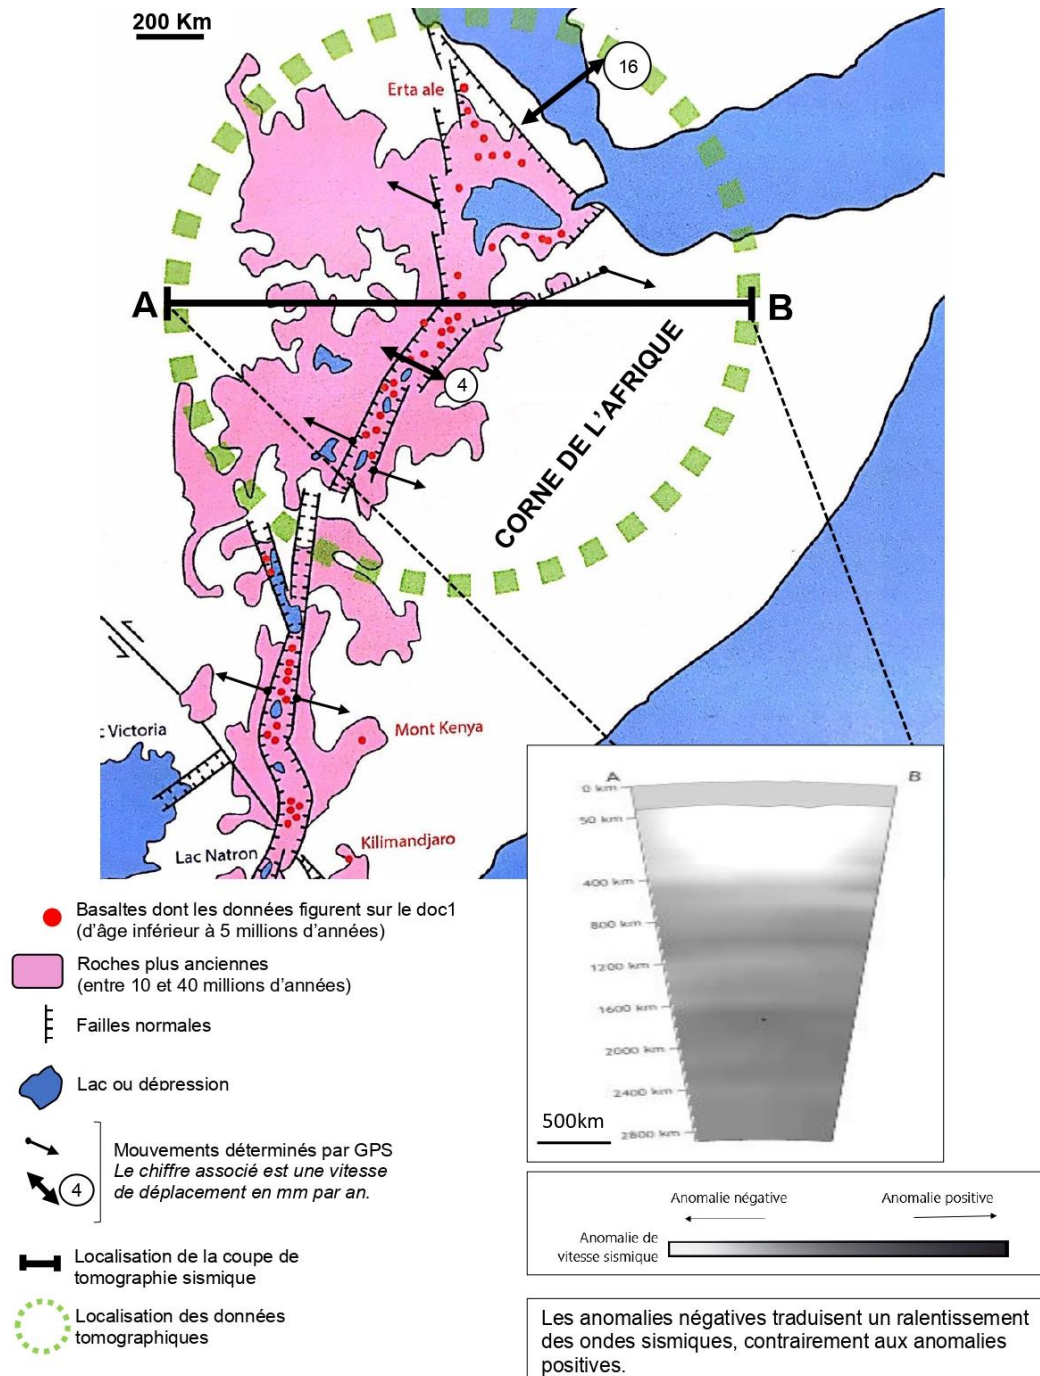 200 Km
Erta ale
16
A
B
4
CORNE DE L'AFRIQUE
Victoria
Mont Kenya
Lac Natron
Kilimandjaro
A
B
0 km
50 km
400 km
800 km
1200 km
1600 km
2000 km
2400 km
2800 km
500km
Basaltes dont les données figurent sur le doc1
(d'âge inférieur à 5 millions d'années)
Roches plus anciennes
(entre 10 et 40 millions d'années)
Failles normales
Lac ou dépression
Mouvements déterminés par GPS
Le chiffre associé est une vitesse
de déplacement en mm par an.
4
Localisation de la coupe de
tomographie sismique
Localisation des données
tomographiques
Anomalie négative
Anomalie positive
Anomalie de
vitesse sismique
Les anomalies négatives traduisent un ralentissement
des ondes sismiques, contrairement aux anomalies
positives.